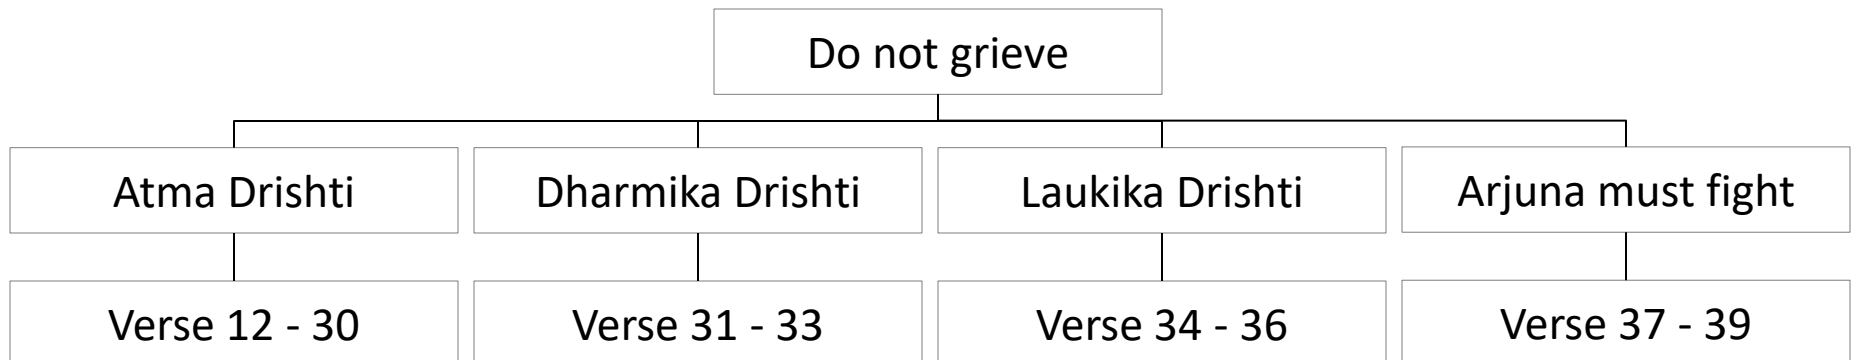 Do not grieve
Atma Drishti
Dharmika Drishti
Laukika Drishti
Arjuna must fight
Verse 12 - 30
Verse 31 - 33
Verse 34 - 36
Verse 37 - 39